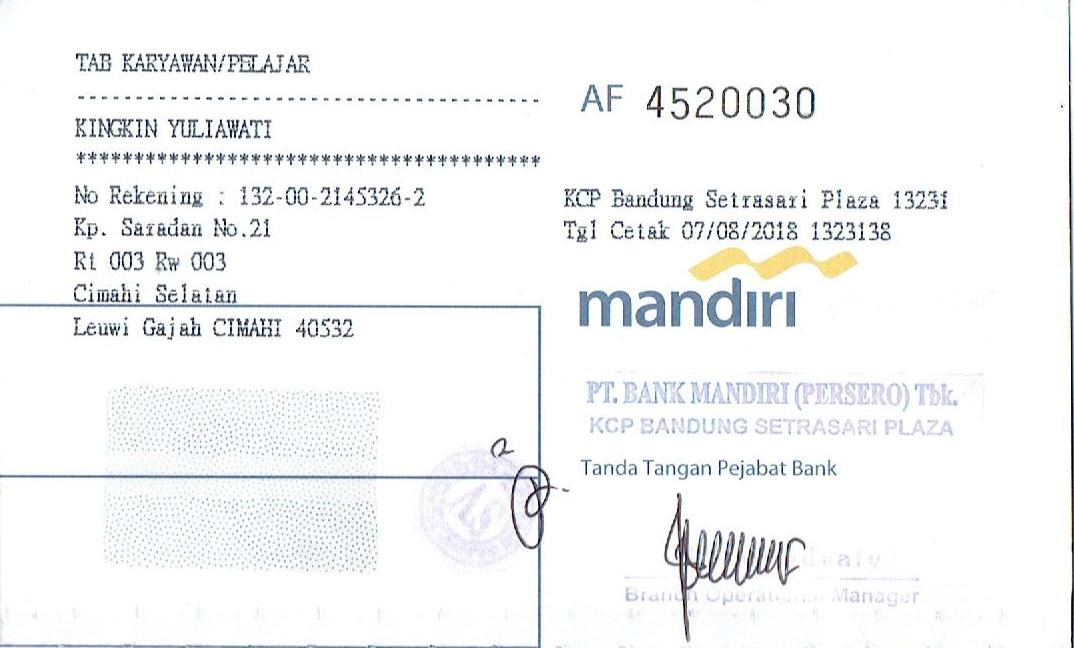 TAB KARYAWAN/PELAJAR
----------------------------------------
KINGKIN YULIAWATI
****************************************
No Rekening : 132-00-2145326-2
Kp. Saradan No.21
Rt 003 Rw 003
Cimahi Selatan
Leuwi Gajah CIMAHI 40532
AF 4520030
KCP Bandung Setrasari Plaza 13231
Tgl Cetak 07/08/2018 1323138
mandiri
PT. BANK MANDIRI (PERSERO) Tbk.
KCP BANDUNG SETRASARI PLAZA
Tanda Tangan Pejabat Bank
Branch Operational Manager